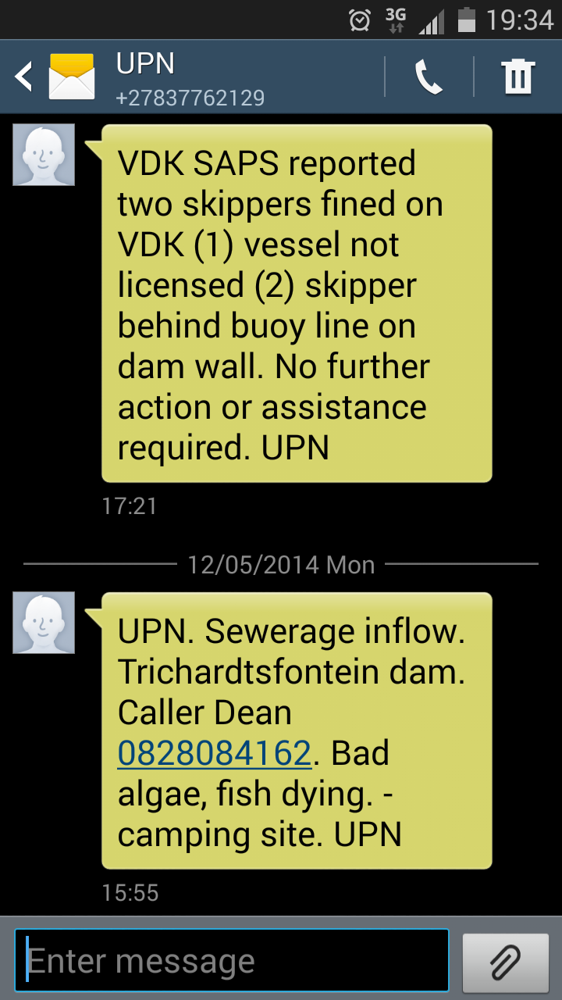 3G 19:34
UPN
+27837762129
VDK SAPS reported
two skippers fined on
VDK (1) vessel not
licensed (2) skipper
behind buoy line on
dam wall. No further
action or assistance
required. UPN
17:21
12/05/2014 Mon
UPN. Sewerage inflow.
Trichardtsfontein dam.
Caller Dean
0828084162. Bad
algae, fish dying. -
camping site. UPN
15:55
Enter message